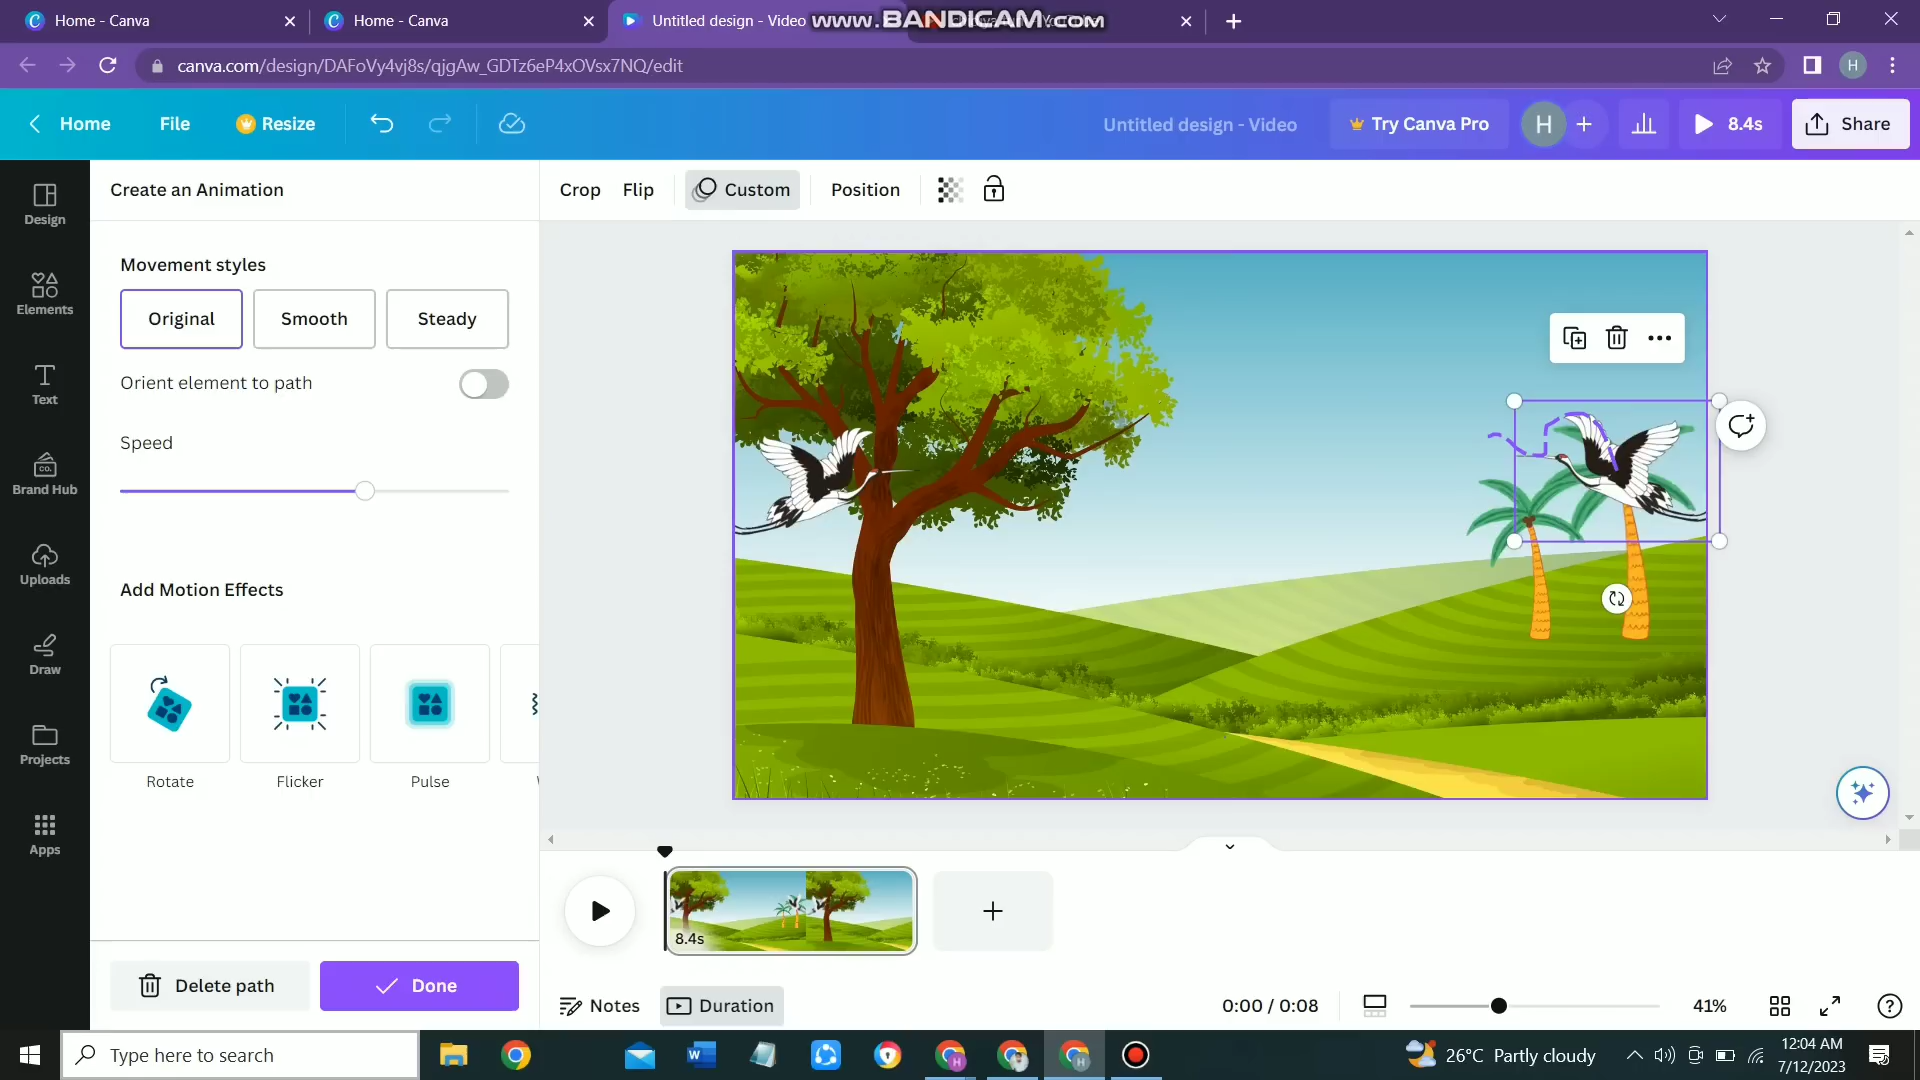 Home - Canva
Home - Canva
Untitled design - Video
www.BANDICAM.com
canva.com/design/DAFoVy4vj8s/qjgAw_GDTz6eP4xOVsx7NQ/edit
H
Home
File
Resize
Untitled design - Video
Try Canva Pro
H
8.4s
Share
Design
Elements
Text
CO.
Brand Hub
Uploads
Draw
Projects
Apps
Create an Animation
Crop
Flip
Custom
Position
Movement styles
Original
Smooth
Steady
Orient element to path
Speed
Add Motion Effects
Rotate
Flicker
Pulse
Delete path
Done
8.4s
Notes
Duration
0:00 / 0:08
41%
Type here to search
26°C Partly cloudy
12:04 AM
7/12/2023